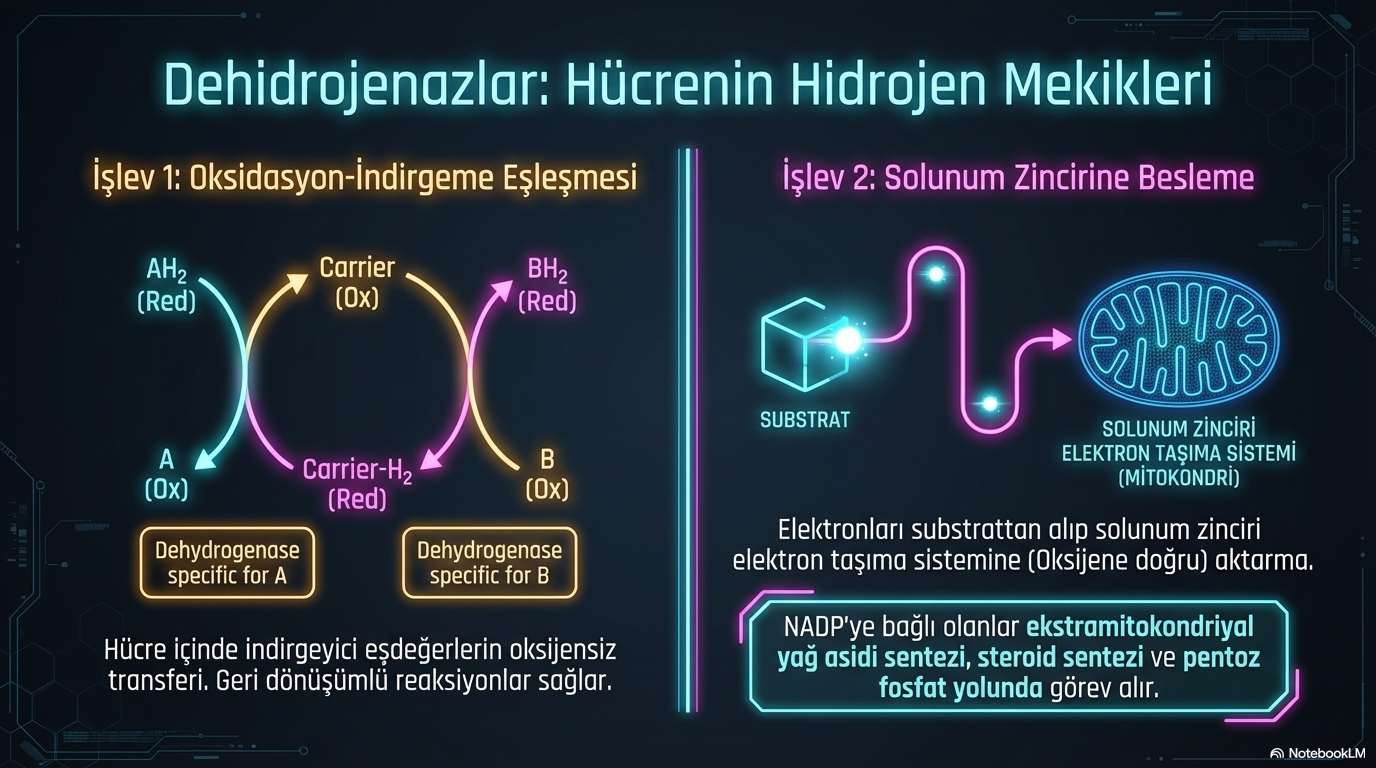 Dehidrojenazlar: Hücrenin Hidrojen Mekikleri
İşlev 1: Oksidasyon-İndirgeme Eşleşmesi
AH₂
(Red)
Carrier
(Ox)
BH₂
(Red)
A
(Ox)
Carrier-H₂
(Red)
B
(Ox)
Dehydrogenase
specific for A
Dehydrogenase
specific for B
Hücre içinde indirgeyici eşdeğerlerin oksijensiz
transferi. Geri dönüşümlü reaksiyonlar sağlar.
İşlev 2: Solunum Zincirine Besleme
SUBSTRAT
SOLUNUM ZİNCİRİ
ELEKTRON TAŞIMA SİSTEMİ
(MİTOKONDRİ)
Elektronları substrattan alıp solunum zinciri
elektron taşıma sistemine (Oksijene doğru) aktarma.
NADP'ye bağlı olanlar ekstramitokondriyal
yağ asidi sentezi, steroid sentezi ve pentoz
fosfat yolunda görev alır.
NotebookLM